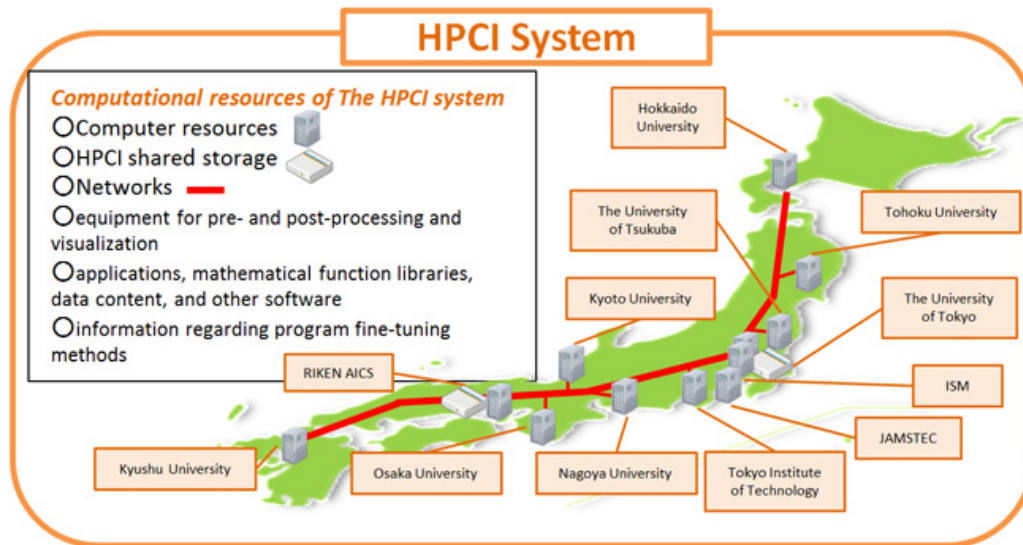 HPCI System
Computational resources of The HPCI system
○Computer resources
○HPCI shared storage
○Networks
○equipment for pre- and post-processing and
visualization
○applications, mathematical function libraries,
data content, and other software
○information regarding program fine-tuning
methods
Hokkaido
University
The University
of Tsukuba
Tohoku University
Kyoto University
The University
of Tokyo
RIKEN AICS
ISM
JAMSTEC
Kyushu University
Osaka University
Nagoya University
Tokyo Institute
of Technology